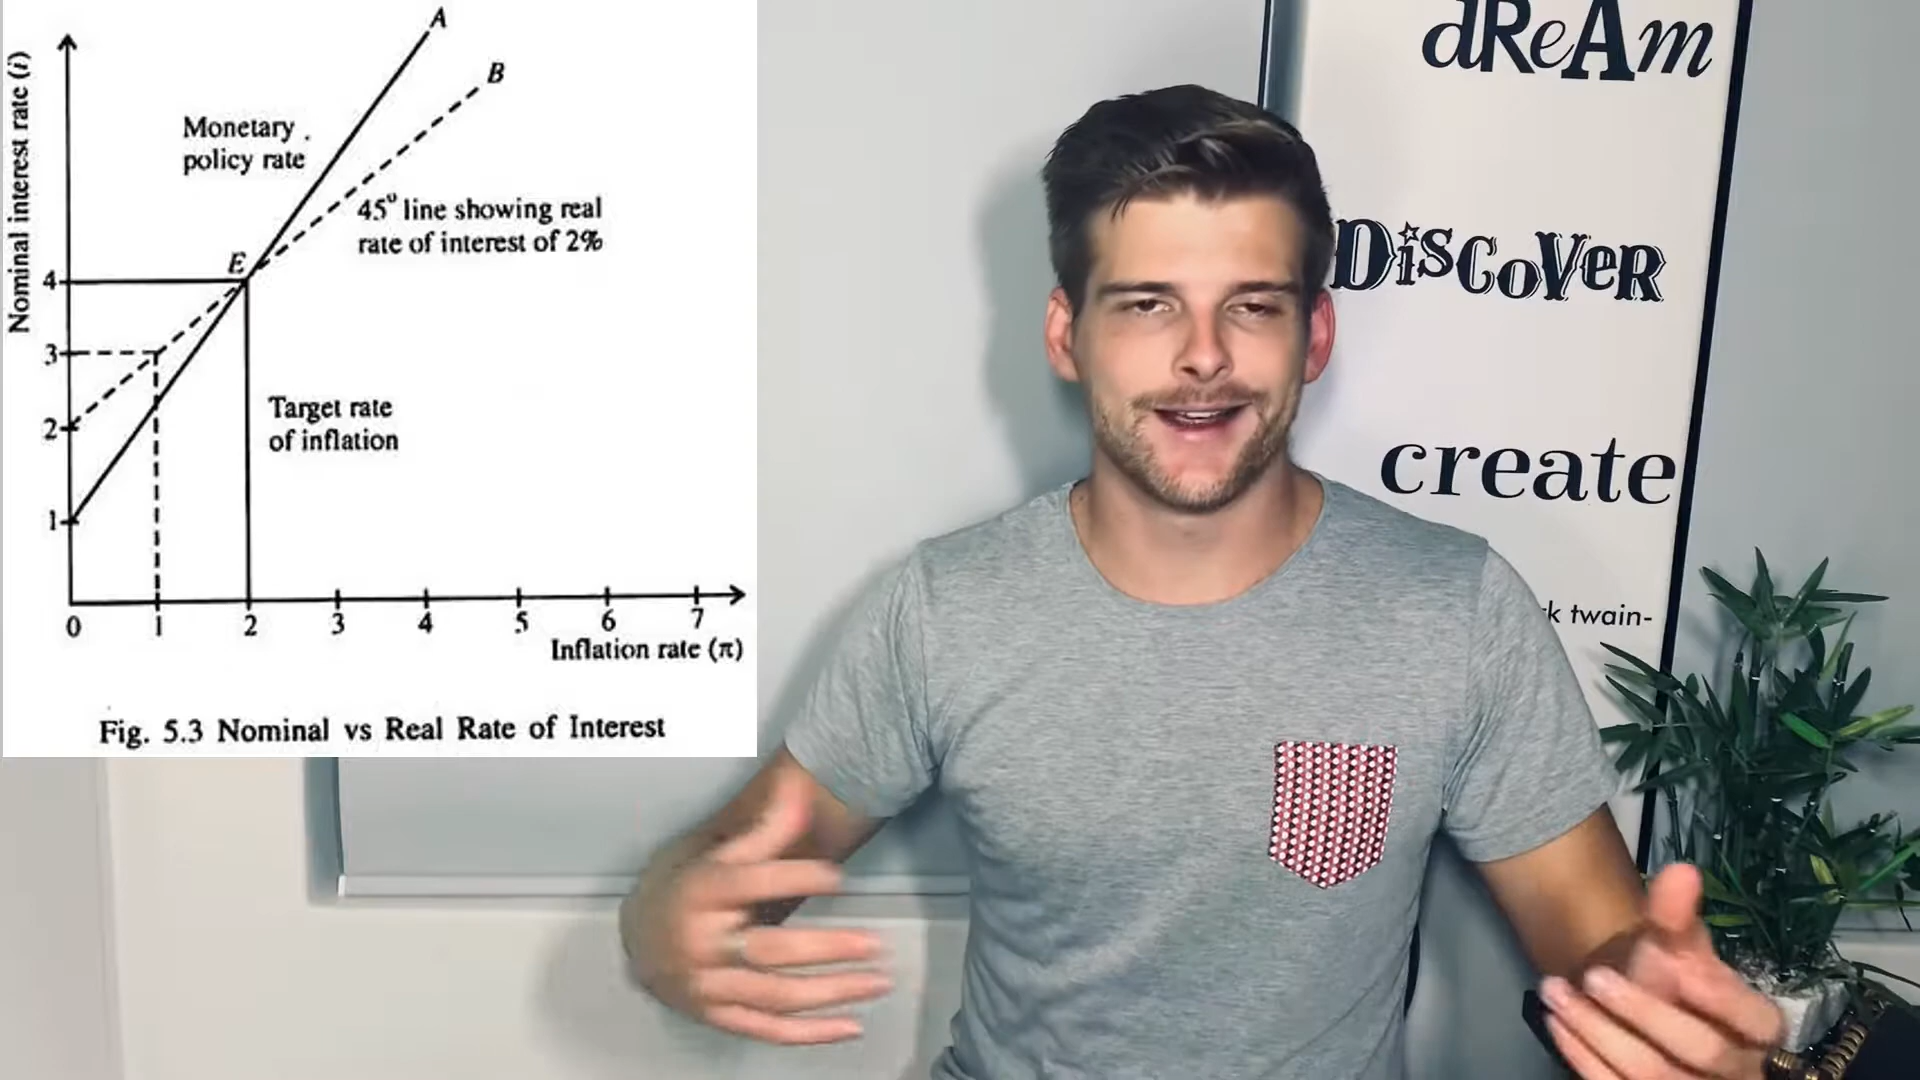 A
B
Nominal interest rate (i)
Monetary
policy rate
45° line showing real
rate of interest of 2%
E
4
3
2
1
Target rate
of inflation
0 1 2 3 4 5 6 7
Inflation rate (π)
Fig. 5.3 Nominal vs Real Rate of Interest
dReAm
DiSCoVeR
create
k twain-